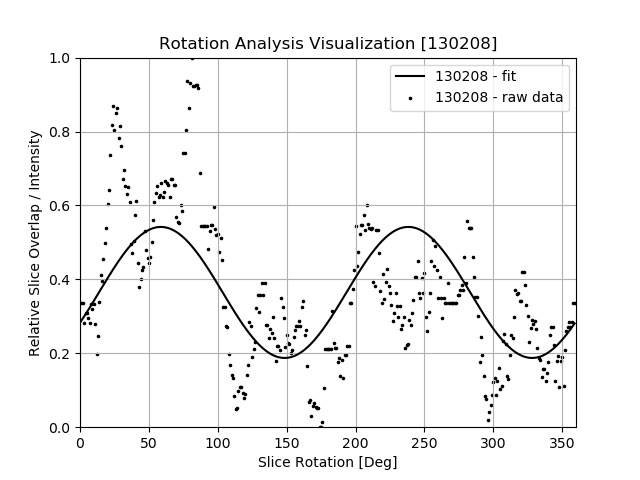 Rotation Analysis Visualization [130208]
130208 - fit
130208 - raw data
Relative Slice Overlap / Intensity
1.0
0.8
0.6
0.4
0.2
0.0
0 50 100 150 200 250 300 350
Slice Rotation [Deg]